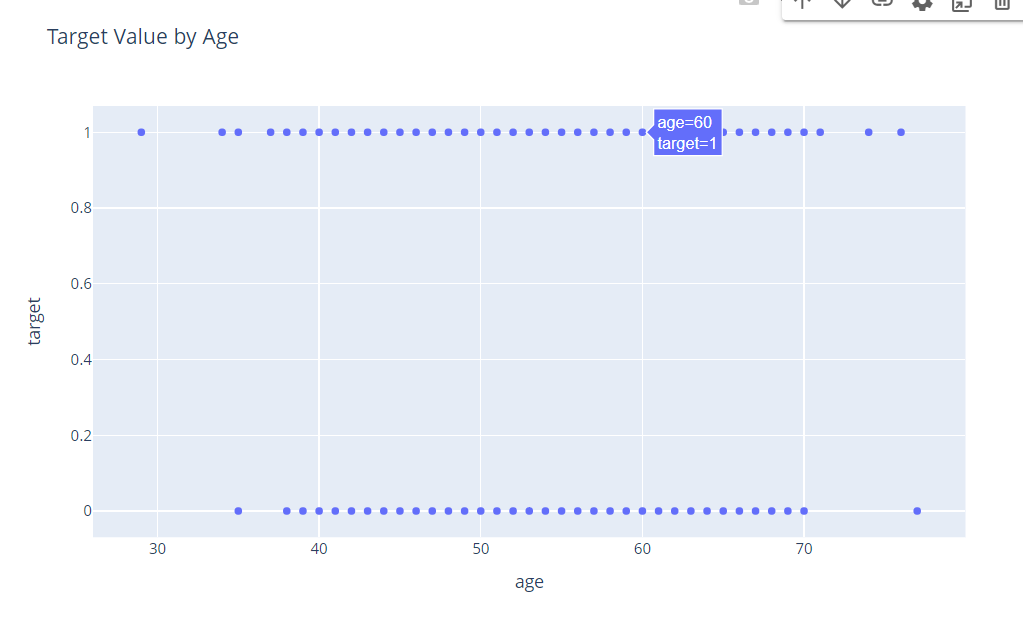 Target Value by Age
age=60
target=1
1
0.8
0.6
0.4
0.2
0
target
30 40 50 60 70
age